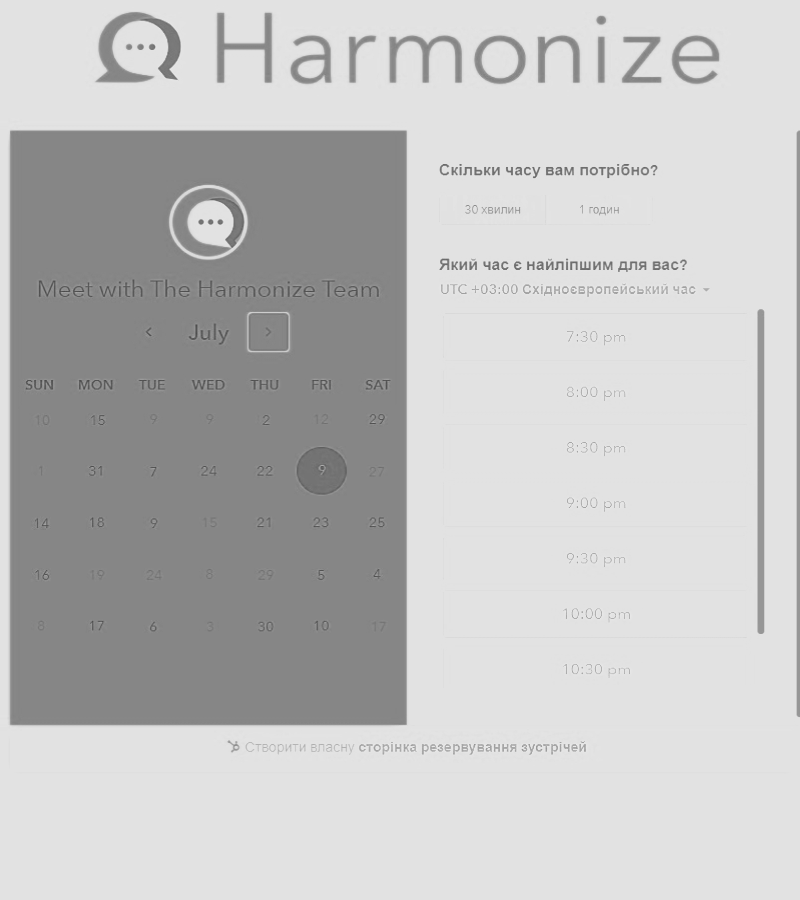 Harmonize
Meet with The Harmonize Team
July
SUN MON TUE WED THU FRI SAT
10 15 9 9 2 12 29
1 31 7 24 22 9 27
14 18 9 15 21 23 25
16 19 24 8 29 5 4
8 17 6 3 30 10 17
Скільки часу вам потрібно?
30 хвилин 1 годин
Який час є найліпшим для вас?
UTC +03:00 Східноєвропейський час
7:30 pm
8:00 pm
8:30 pm
9:00 pm
9:30 pm
10:00 pm
10:30 pm
Створити власну сторінка резервування зустрічей